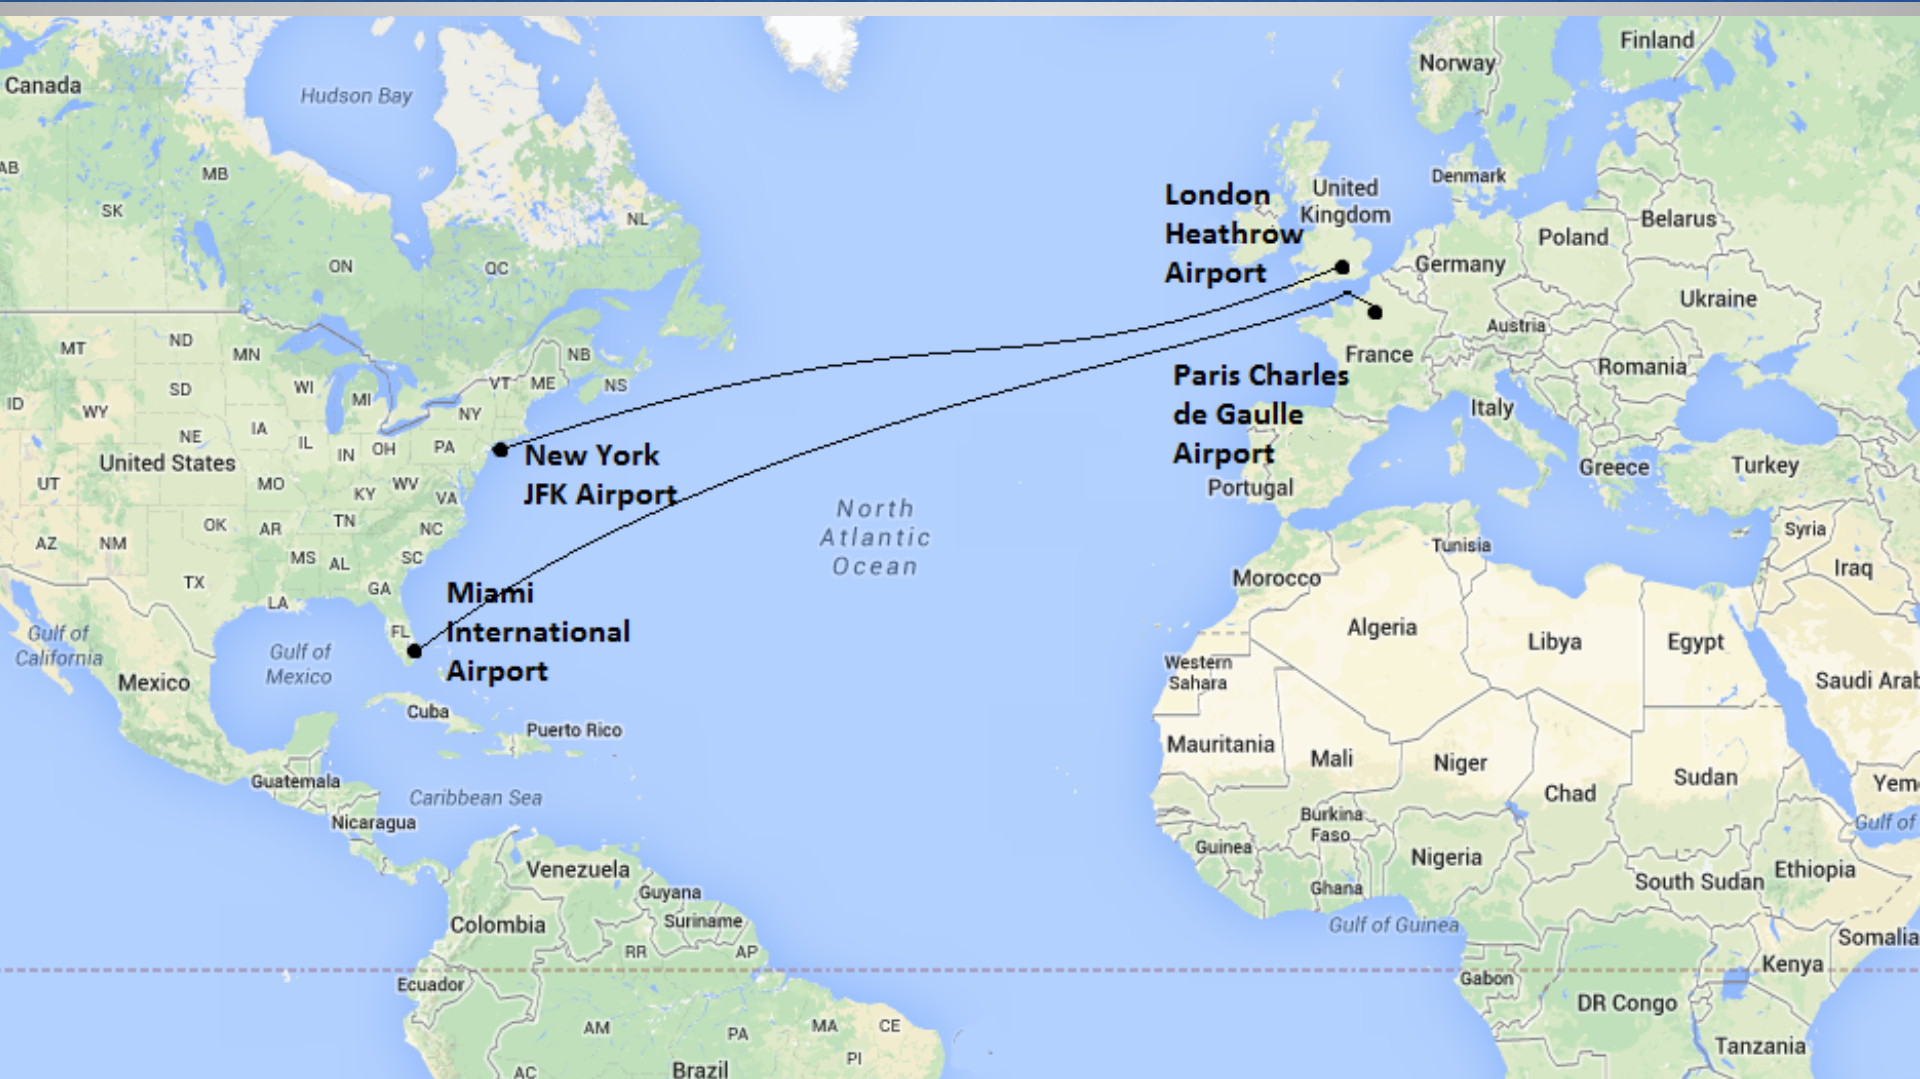 Canada
Hudson Bay
Norway
Finland
AB
MB
SK
NL
ON
QC
London
Heathrow
Airport
United
Kingdom
Denmark
Belarus
Poland
Germany
Ukraine
Austria
France
Romania
MT
ND
MN
NB
SD
WI
MI
VT
ME
NS
ID
WY
NY
Paris Charles
de Gaulle
Airport
Italy
NE
IA
IL
IN
OH
PA
United States
New York
JFK Airport
Portugal
Greece
Turkey
UT
MO
KY
WV
VA
North
Atlantic
Ocean
OK
AR
TN
NC
AZ
NM
MS
AL
SC
Tunisia
Syria
Iraq
TX
GA
LA
Morocco
Miami
International
Airport
FL
Algeria
Libya
Egypt
Gulf of
California
Gulf of
Mexico
Mexico
Western
Sahara
Saudi Arab
Cuba
Puerto Rico
Mauritania
Mali
Niger
Chad
Sudan
Yem
Guatemala
Caribbean Sea
Nicaragua
Burkina
Faso
Gulf of
Guinea
Nigeria
Ethiopia
Venezuela
Guyana
Suriname
Colombia
Ghana
South Sudan
Gulf of Guinea
Somalia
RR
AP
Ecuador
Gabon
Kenya
DR Congo
AM
PA
MA
CE
PI
Tanzania
AC
Brazil